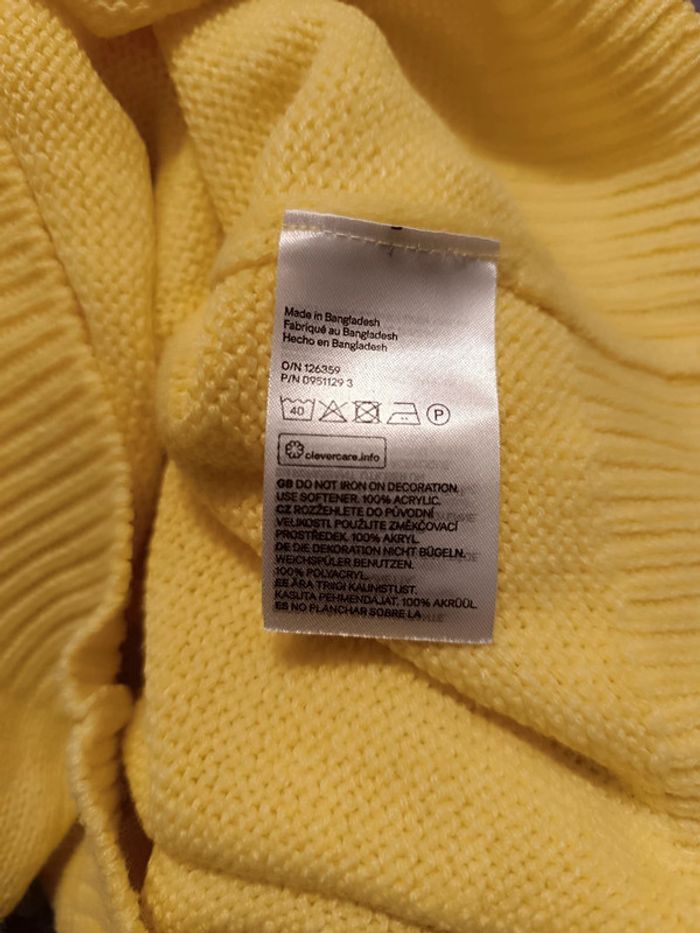 Made in Bangladesh
Fabriqué au Bangladesh
Hecho en Bangladesh
O/N 126359
P/N D951129 3
40 P
clevercare.info
GB DO NOT IRON ON DECORATION.
USE SOFTENER. 100% ACRYLIC.
CZ ROZŽEHLETE DO PŮVODNÍ
VELIKOSTI. POUŽIJTE ZMĚKČOVACÍ
PROSTŘEDEK. 100% AKRYL.
DE DIE DEKORATION NICHT BÜGELN.
WEICHSPÜLER BENUTZEN.
100% POLYACRYL.
EE ÄRA TRIIGI KAUNISTUST.
KASUTA PEHMENDAJAT. 100% AKRÜÜL.
ES NO PLANCHAR SOBRE LA